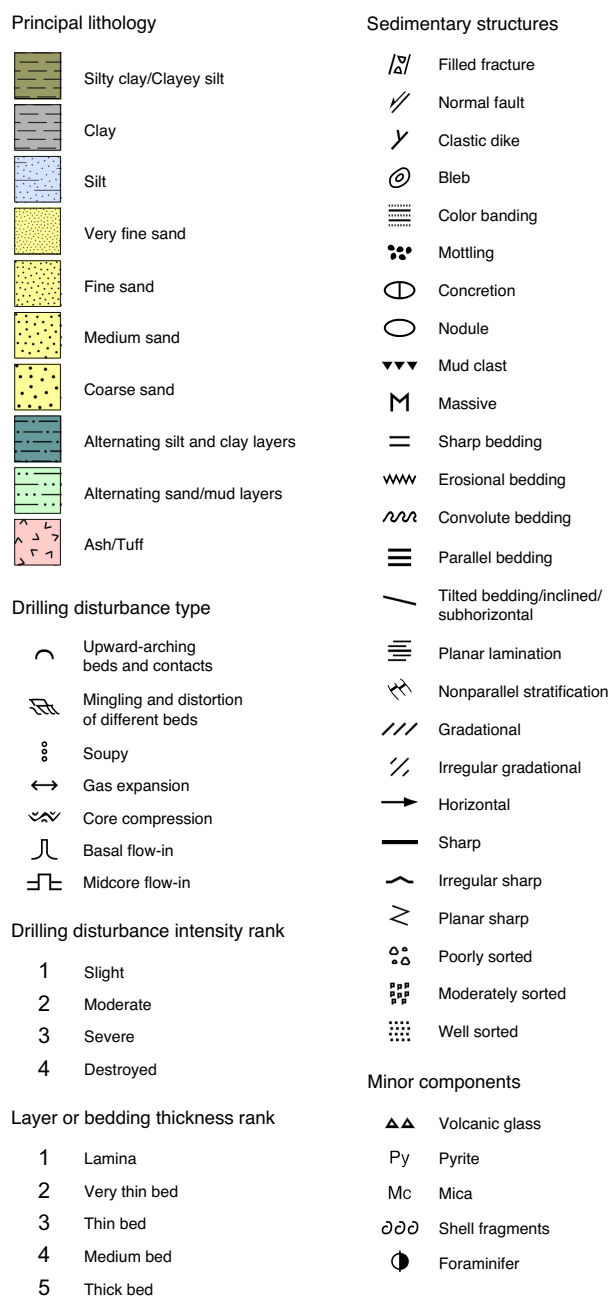 Principal lithology
Silty clay/Clayey silt
Clay
Silt
Very fine sand
Fine sand
Medium sand
Coarse sand
Alternating silt and clay layers
Alternating sand/mud layers
Ash/Tuff
Drilling disturbance type
Upward-arching
beds and contacts
Mingling and distortion
of different beds
Soupy
Gas expansion
Core compression
Basal flow-in
Midcore flow-in
Drilling disturbance intensity rank
1 Slight
2 Moderate
3 Severe
4 Destroyed
Layer or bedding thickness rank
1 Lamina
2 Very thin bed
3 Thin bed
4 Medium bed
5 Thick bed
Sedimentary structures
Filled fracture
Normal fault
Clastic dike
Bleb
Color banding
Mottling
Concretion
Nodule
Mud clast
M Massive
Sharp bedding
Erosional bedding
Convolute bedding
Parallel bedding
Tilted bedding/inclined/
subhorizontal
Planar lamination
Nonparallel stratification
Gradational
Irregular gradational
Horizontal
Sharp
Irregular sharp
Planar sharp
Poorly sorted
Moderately sorted
Well sorted
Minor components
Volcanic glass
Py Pyrite
Mc Mica
Shell fragments
Foraminifer